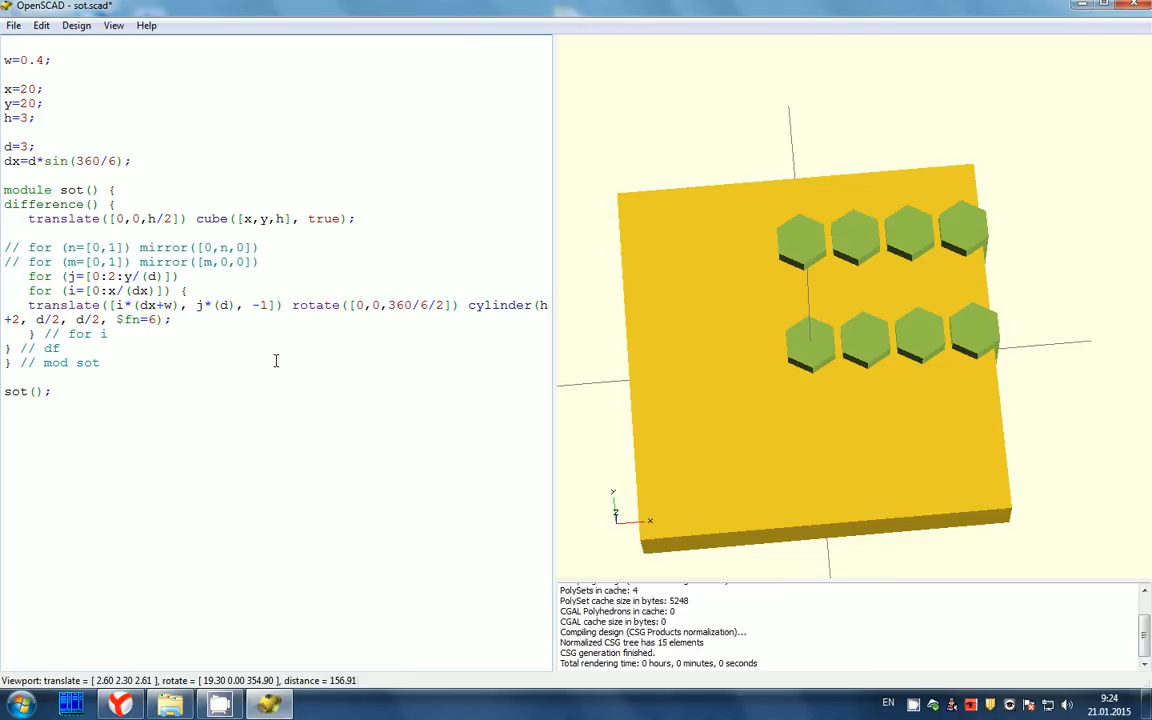 OpenSCAD - sot.scad*
File Edit Design View Help
w=0.4;
x=20;
y=20;
h=3;
d=3;
dx=d*sin(360/6);
module sot() {
difference() {
translate([0,0,h/2]) cube([x,y,h], true);
// for (n=[0,1]) mirror([0,n,0])
// for (m=[0,1]) mirror([m,0,0])
for (j=[0:2:y/(d)])
for (i=[0:x/(dx)]) {
translate([i*(dx+w), j*(d), -1]) rotate([0,0,360/6/2]) cylinder(h
+2, d/2, d/2, $fn=6);
} // for i
} // df
} // mod sot
sot();
Y
Z
X
PolySets in cache: 4
PolySet cache size in bytes: 5248
CGAL Polyhedrons in cache: 0
CGAL cache size in bytes: 0
Compiling design (CSG Products normalization)...
Normalized CSG tree has 15 elements
CSG generation finished.
Total rendering time: 0 hours, 0 minutes, 0 seconds
Viewport: translate = [ 2.60 2.30 2.61 ], rotate = [ 19.30 0.00 354.90 ], distance = 156.91
EN
9:24
21.01.2015